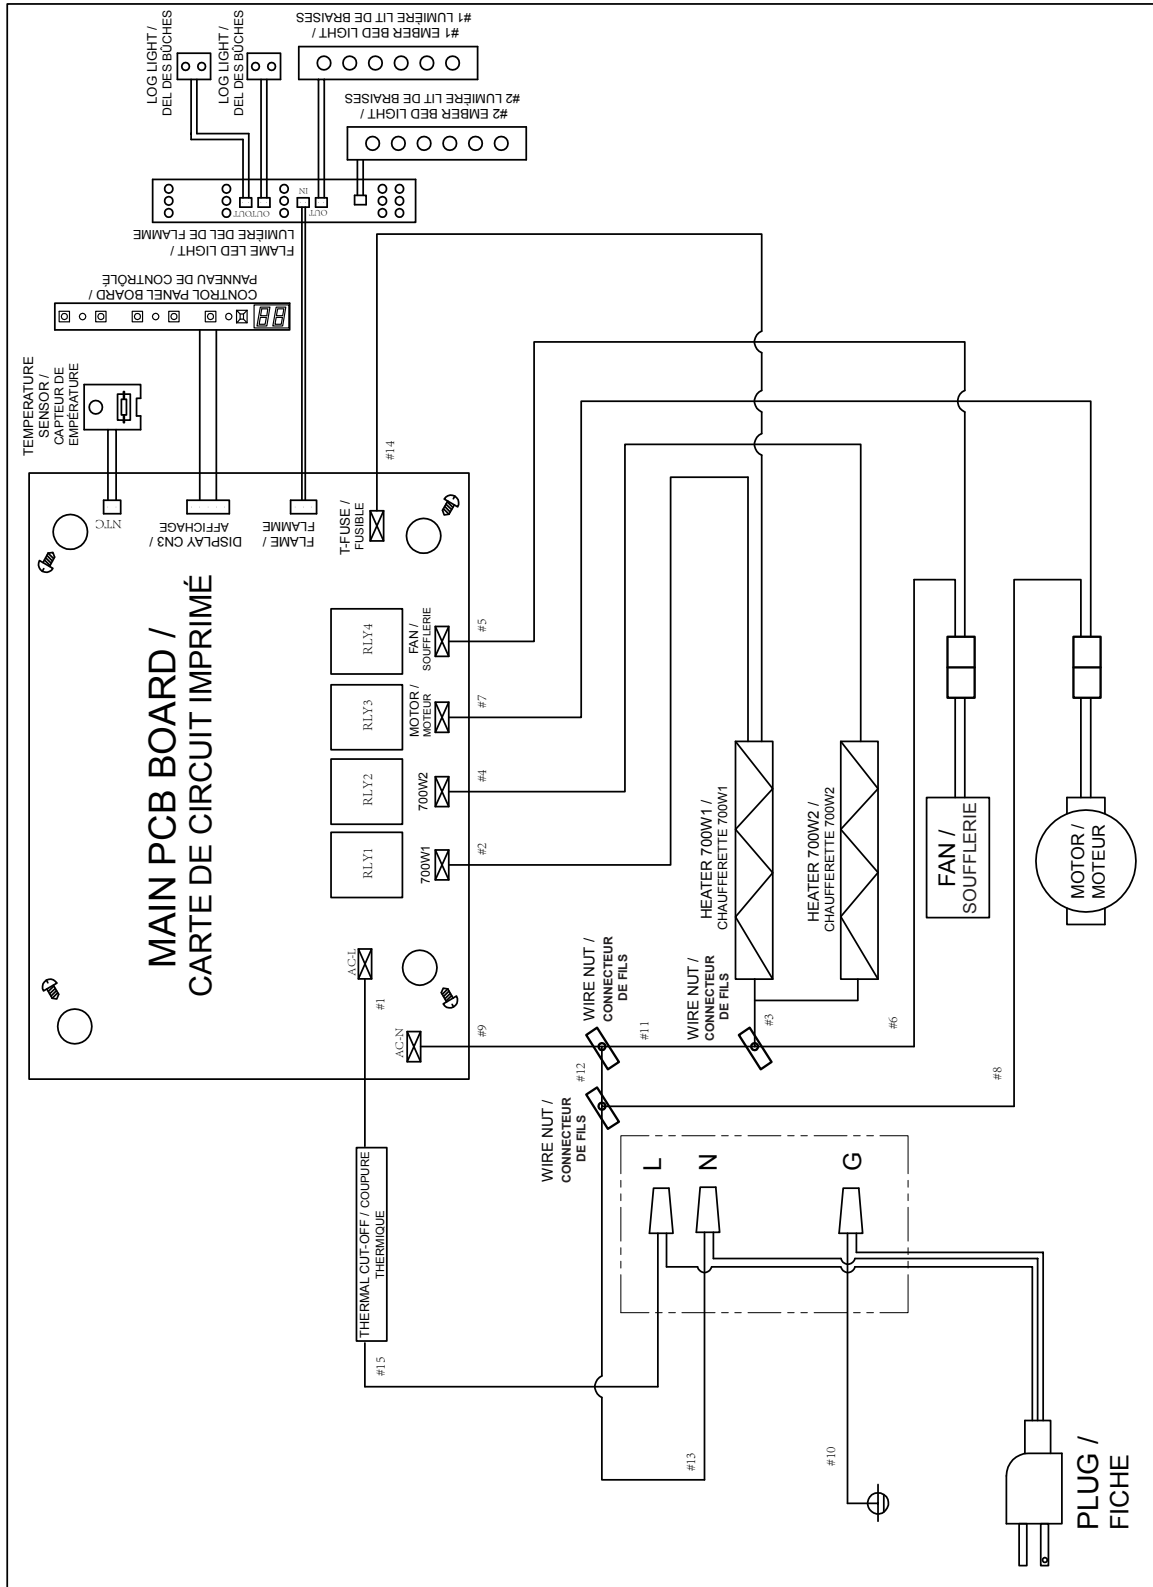 LOG LIGHT /
DEL DES BÛCHES
LOG LIGHT /
DEL DES BÛCHES
#1 EMBER BED LIGHT /
#1 LUMIÈRE LIT DE BRAISES
#2 EMBER BED LIGHT /
#2 LUMIÈRE LIT DE BRAISES
OUTOUT
IN
OUT
FLAME LED LIGHT /
LUMIÈRE DEL DE FLAMME
CONTROL PANEL BOARD /
PANNEAU DE CONTRÔLÉ
88
TEMPERATURE
SENSOR /
CAPTEUR DE
EMPÉRATURE
NTC
DISPLAY CN3 /
AFFICHAGE
FLAME /
FLAMME
T-FUSE /
FUSIBLE
#14
MAIN PCB BOARD /
CARTE DE CIRCUIT IMPRIMÉ
RLY4
FAN /
SOUFFLERIE
#5
RLY3
MOTOR /
MOTEUR
#7
RLY2
700W2
#4
RLY1
700W1
#2
AC-L
#1
AC-N
#9
HEATER 700W1 /
CHAUFFERETTE 700W1
HEATER 700W2 /
CHAUFFERETTE 700W2
FAN /
SOUFFLERIE
MOTOR /
MOTEUR
WIRE NUT /
CONNECTEUR
DE FILS
#11
WIRE NUT /
CONNECTEUR
DE FILS
#3
#6
#12
#8
WIRE NUT /
CONNECTEUR
DE FILS
THERMAL CUT-OFF / COUPURE
THERMIQUE
#15
L
N
G
#13
#10
PLUG /
FICHE